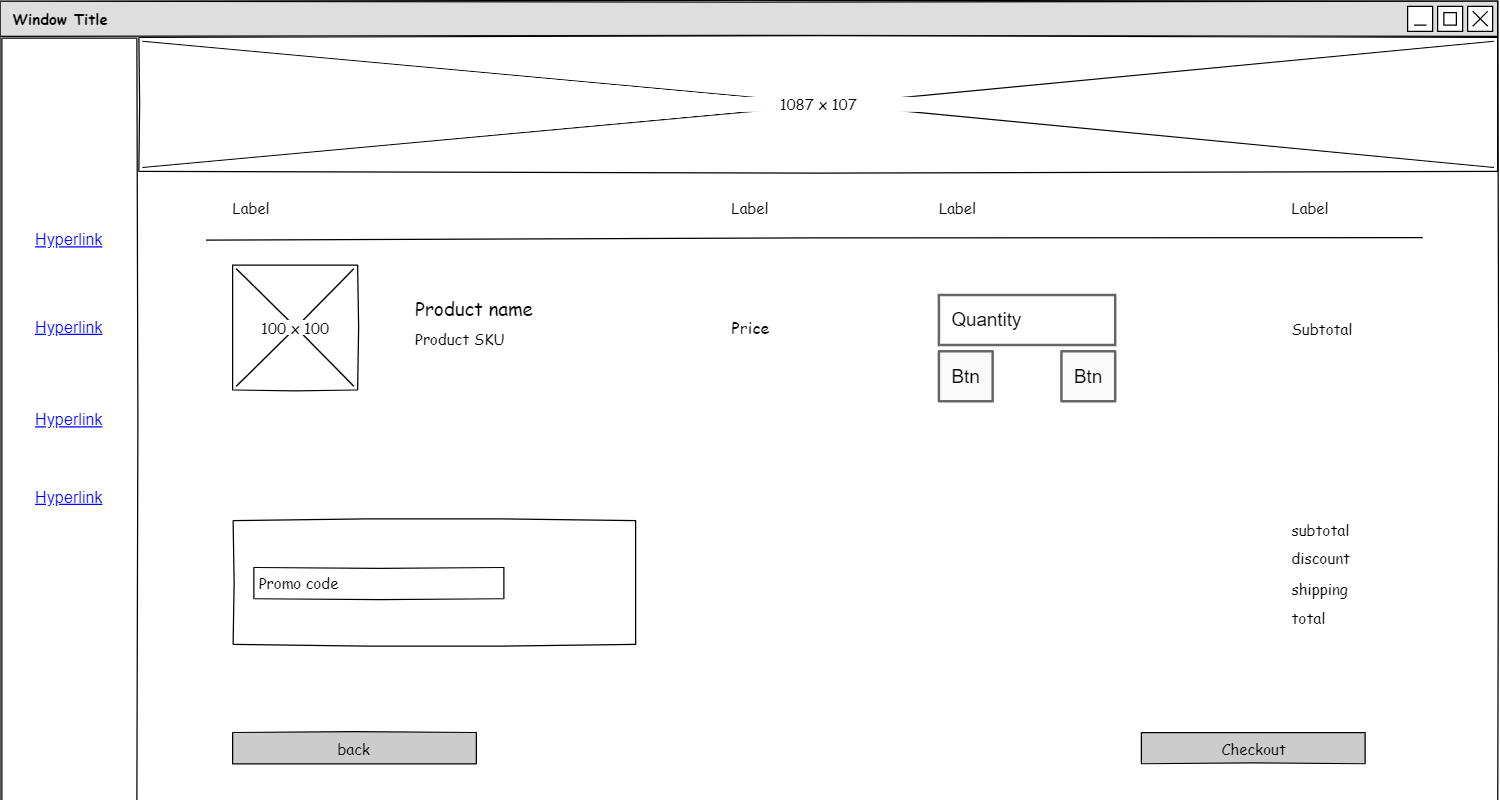 Window Title
1087 x 107
Label Label Label Label
Hyperlink
Hyperlink
Hyperlink
Hyperlink
100 x 100
Product name
Product SKU
Price
Quantity
Btn Btn
Subtotal
Promo code
subtotal
discount
shipping
total
back
Checkout